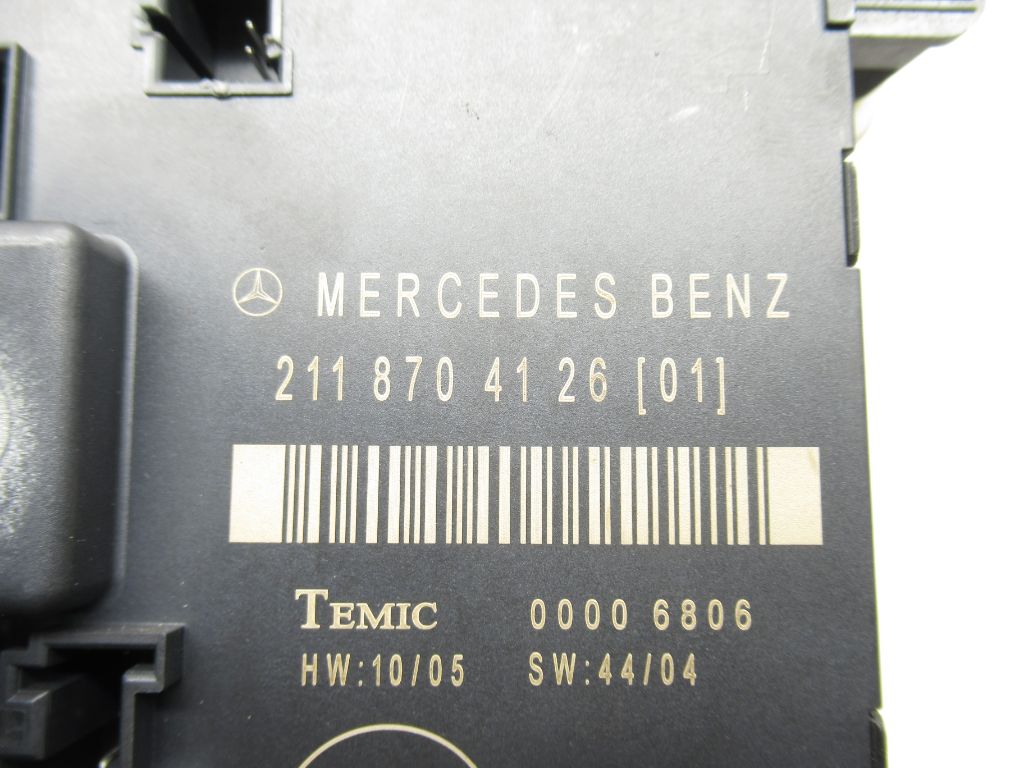 MERCEDES BENZ
211 870 41 26 [01]
TEMIC 0000 6806
HW:10/05 SW:44/04